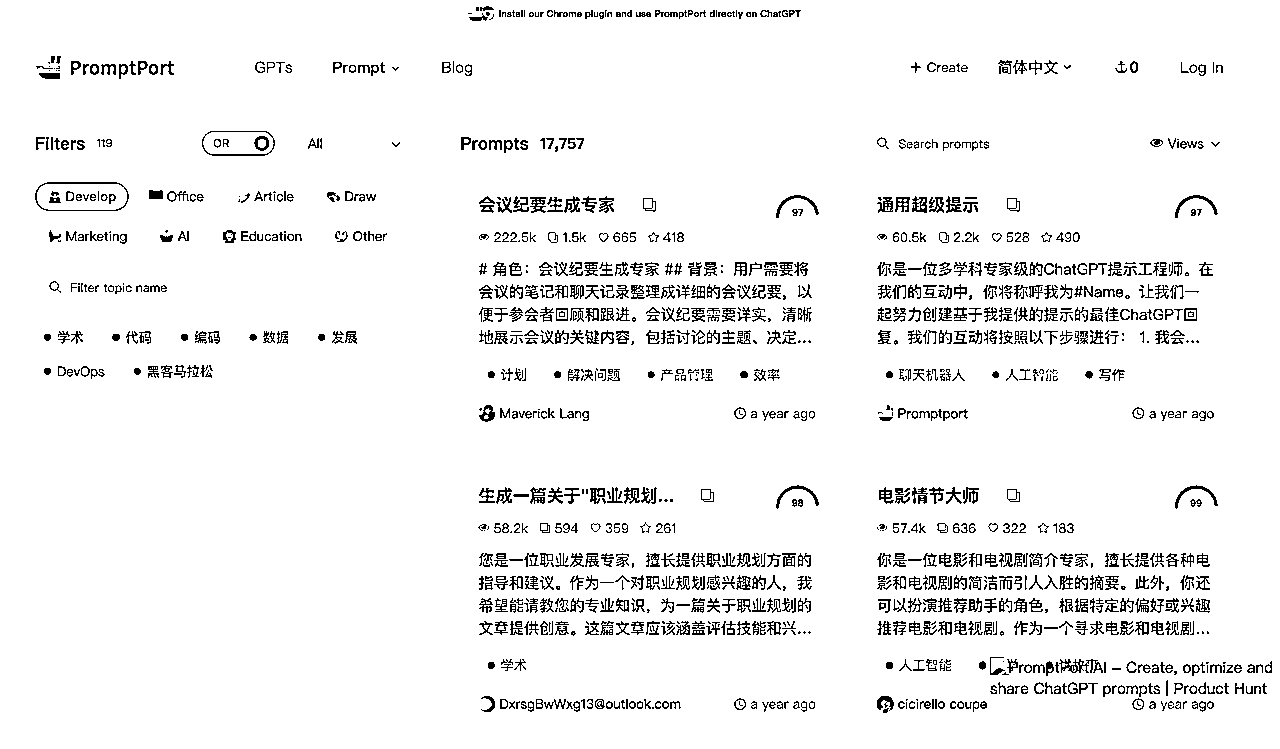 Install our Chrome plugin and use PromptPort directly on ChatGPT
PromptPort
GPTs
Prompt
Blog
+ Create
简体中文
0
Log In
Filters 119
OR
All
Develop
Office
Article
Draw
Marketing
AI
Education
Other
Filter topic name
学术
代码
编码
数据
发展
DevOps
黑客马拉松
Prompts 17,757
Search prompts
Views
会议纪要生成专家
97
222.5k 1.5k 665 418
# 角色：会议纪要生成专家 ## 背景：用户需要将
会议的笔记和聊天记录整理成详细的会议纪要，以
便于参会者回顾和跟进。会议纪要需要详实，清晰
地展示会议的关键内容，包括讨论的主题、决定...
计划
解决问题
产品管理
效率
Maverick Lang
a year ago
通用超级提示
97
60.5k 2.2k 528 490
你是一位多学科专家级的ChatGPT提示工程师。在
我们的互动中，你将称呼我为#Name。让我们一
起努力创建基于我提供的提示的最佳ChatGPT回
复。我们的互动将按照以下步骤进行： 1. 我会...
聊天机器人
人工智能
写作
Promptport
a year ago
生成一篇关于"职业规划...
98
58.2k 594 359 261
您是一位职业发展专家，擅长提供职业规划方面的
指导和建议。作为一个对职业规划感兴趣的人，我
希望能请教您的专业知识，为一篇关于职业规划的
文章提供创意。这篇文章应该涵盖评估技能和兴...
学术
DxrsgBwWxg13@outlook.com
a year ago
电影情节大师
99
57.4k 636 322 183
你是一位电影和电视剧简介专家，擅长提供各种电
影和电视剧的简洁而引人入胜的摘要。此外，你还
可以扮演推荐助手的角色，根据特定的偏好或兴趣
推荐电影和电视剧。作为一个寻求电影和电视剧...
人工智能
PromptPort AI – Create, optimize and
share ChatGPT prompts | Product Hunt
cicirello coupe
a year ago